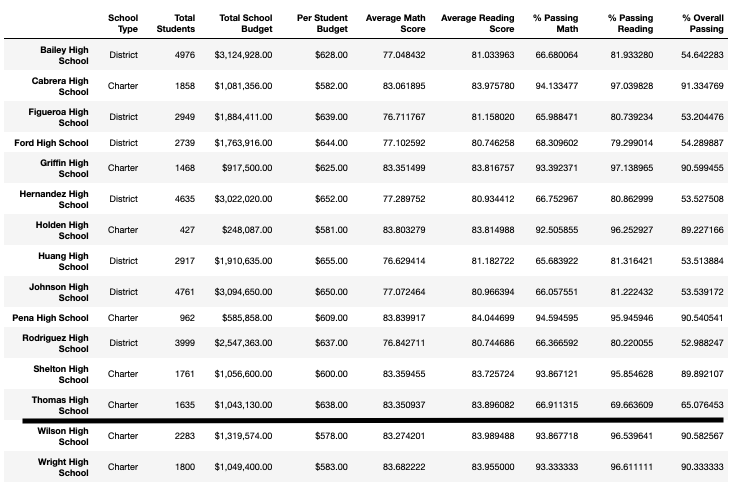 School Type Total Students Total School Budget Per Student Budget Average Math Score Average Reading Score % Passing Math % Passing Reading % Overall Passing
Bailey High School District 4976 $3,124,928.00 $628.00 77.048432 81.033963 66.680064 81.933280 54.642283
Cabrera High School Charter 1858 $1,081,356.00 $582.00 83.061895 83.975780 94.133477 97.039828 91.334769
Figueroa High School District 2949 $1,884,411.00 $639.00 76.711767 81.158020 65.988471 80.739234 53.204476
Ford High School District 2739 $1,763,916.00 $644.00 77.102592 80.746258 68.309602 79.299014 54.289887
Griffin High School Charter 1468 $917,500.00 $625.00 83.351499 83.816757 93.392371 97.138965 90.599455
Hernandez High School District 4635 $3,022,020.00 $652.00 77.289752 80.934412 66.752967 80.862999 53.527508
Holden High School Charter 427 $248,087.00 $581.00 83.803279 83.814988 92.505855 96.252927 89.227166
Huang High School District 2917 $1,910,635.00 $655.00 76.629414 81.182722 65.683922 81.316421 53.513884
Johnson High School District 4761 $3,094,650.00 $650.00 77.072464 80.966394 66.057551 81.222432 53.539172
Pena High School Charter 962 $585,858.00 $609.00 83.839917 84.044699 94.594595 95.945946 90.540541
Rodriguez High School District 3999 $2,547,363.00 $637.00 76.842711 80.744686 66.366592 80.220055 52.988247
Shelton High School Charter 1761 $1,056,600.00 $600.00 83.359455 83.725724 93.867121 95.854628 89.892107
Thomas High School Charter 1635 $1,043,130.00 $638.00 83.350937 83.896082 66.911315 69.663609 65.076453
Wilson High School Charter 2283 $1,319,574.00 $578.00 83.274201 83.989488 93.867718 96.539641 90.582567
Wright High School Charter 1800 $1,049,400.00 $583.00 83.682222 83.955000 93.333333 96.611111 90.333333